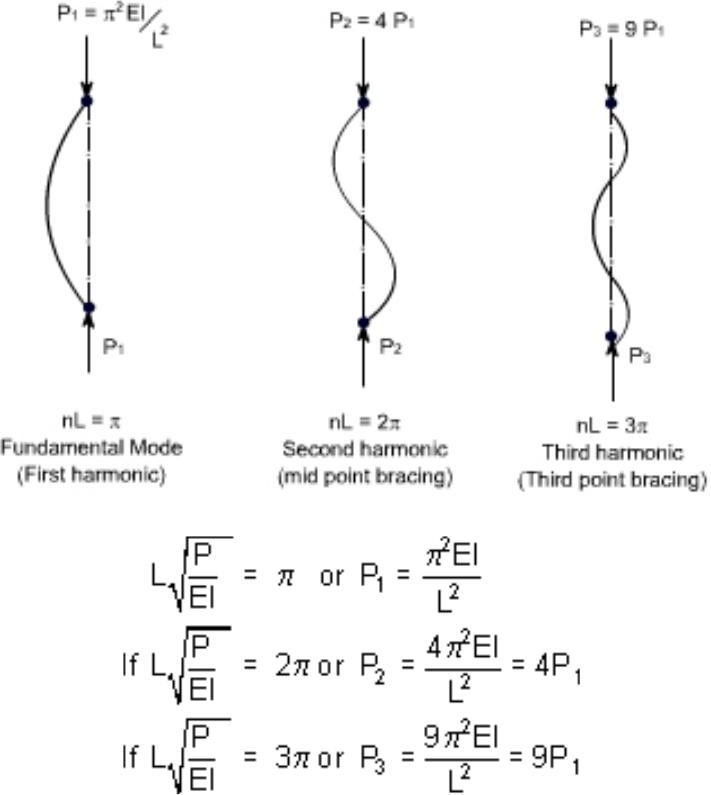 P₁ = π²EI/L²
P₂ = 4 P₁
P₃ = 9 P₁
P₁
P₂
P₃
nL = π
Fundamental Mode
(First harmonic)
nL = 2π
Second harmonic
(mid point bracing)
nL = 3π
Third harmonic
(Third point bracing)
L√(P/EI) = π or P₁ = π²EI/L²
If L√(P/EI) = 2π or P₂ = 4π²EI/L² = 4P₁
If L√(P/EI) = 3π or P₃ = 9π²EI/L² = 9P₁